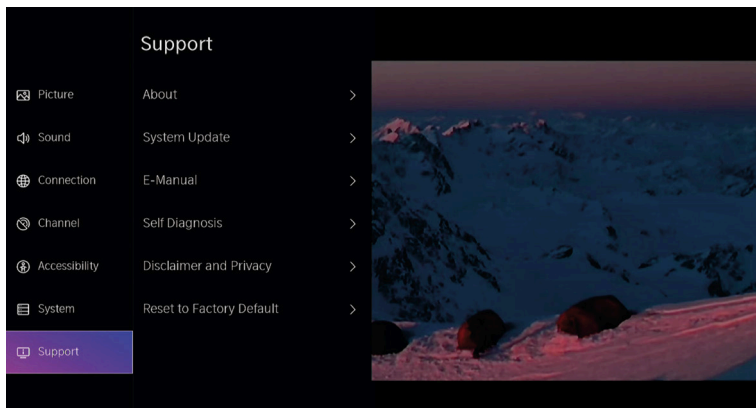 Support
Picture
Sound
Connection
Channel
Accessibility
System
Support
About
System Update
E-Manual
Self Diagnosis
Disclaimer and Privacy
Reset to Factory Default